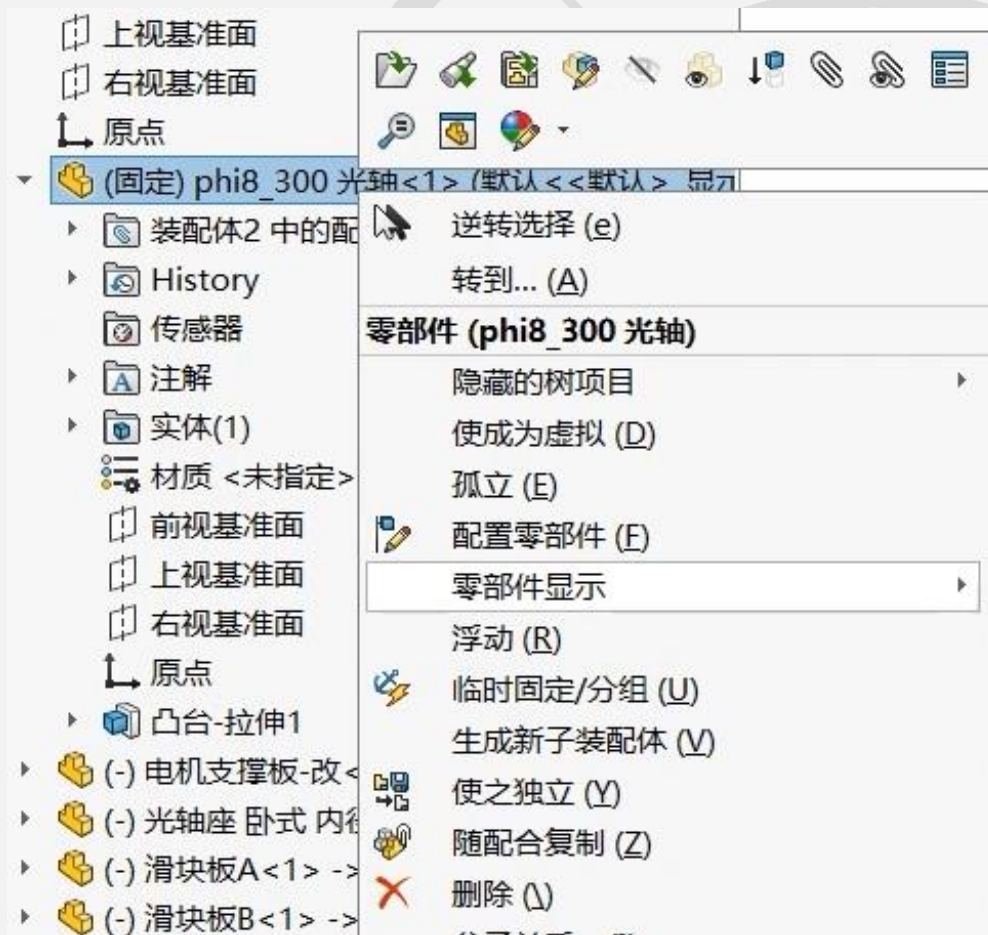 上视基准面
右视基准面
原点
(固定) phi8_300 光轴<1> (默认<<默认> 显
装配体2 中的配
History
传感器
注解
实体(1)
材质 <未指定>
前视基准面
上视基准面
右视基准面
原点
凸台-拉伸1
(-) 电机支撑板-改<
(-) 光轴座 卧式 内径
(-) 滑块板A<1> ->
(-) 滑块板B<1> ->
逆转选择 (e)
转到... (A)
零部件 (phi8_300 光轴)
隐藏的树项目
使成为虚拟 (D)
孤立 (E)
配置零部件 (F)
零部件显示
浮动 (R)
临时固定/分组 (U)
生成新子装配体 (V)
使之独立 (Y)
随配合复制 (Z)
删除 (\)